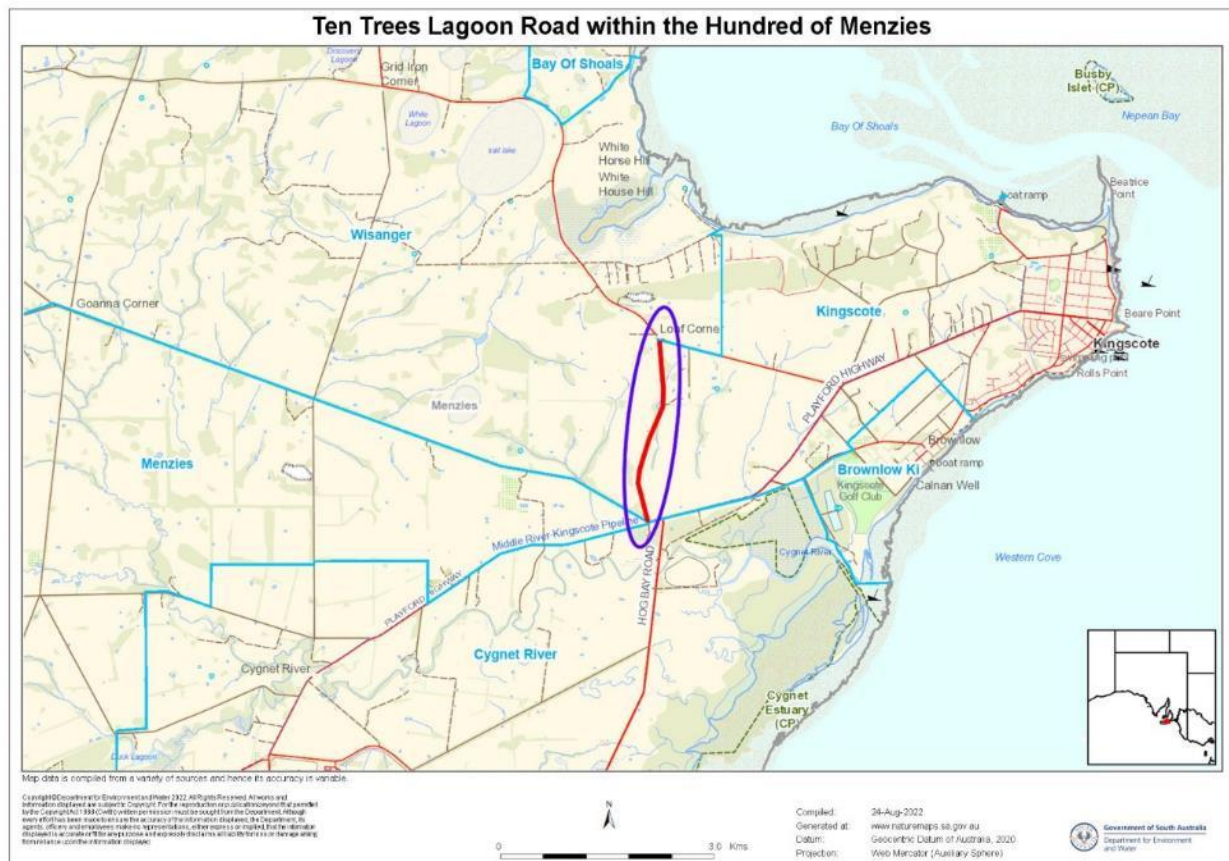 Ten Trees Lagoon Road within the Hundred of Menzies
Discovery
Lagoon
Grid Iron
Corner
Bay Of Shoals
Busby
Islet (CP)
Nepean Bay
White
Lagoon
salt lake
Bay Of Shoals
White
Horse Hill
White
House Hill
Beatrice
Point
boat ramp
Wisanger
Goanna Corner
Kingscote
Beare Point
Loaf Corner
Kingscote
Rolls Point
PLAYFORD HIGHWAY
Menzies
Menzies
Brownlow
boat ramp
Brownlow Ki
Kingscote
Golf Club
Calnan Well
Middle River-Kingscote Pipeline
Cygnet River
Western Cove
HOG BAY ROAD
PLAYFORD HIGHWAY
Cygnet River
Cygnet River
Cygnet
Estuary
(CP)
Duck Lagoon
Map data is compiled from a variety of sources and hence its accuracy is variable.
N
0 3.0 Kms
Compiled: 24-Aug-2022
Generated at: www.naturemaps.sa.gov.au
Datum: Geocentric Datum of Australia, 2020
Projection: Web Mercator (Auxiliary Sphere)
Government of South Australia
Department for Environment
and Water